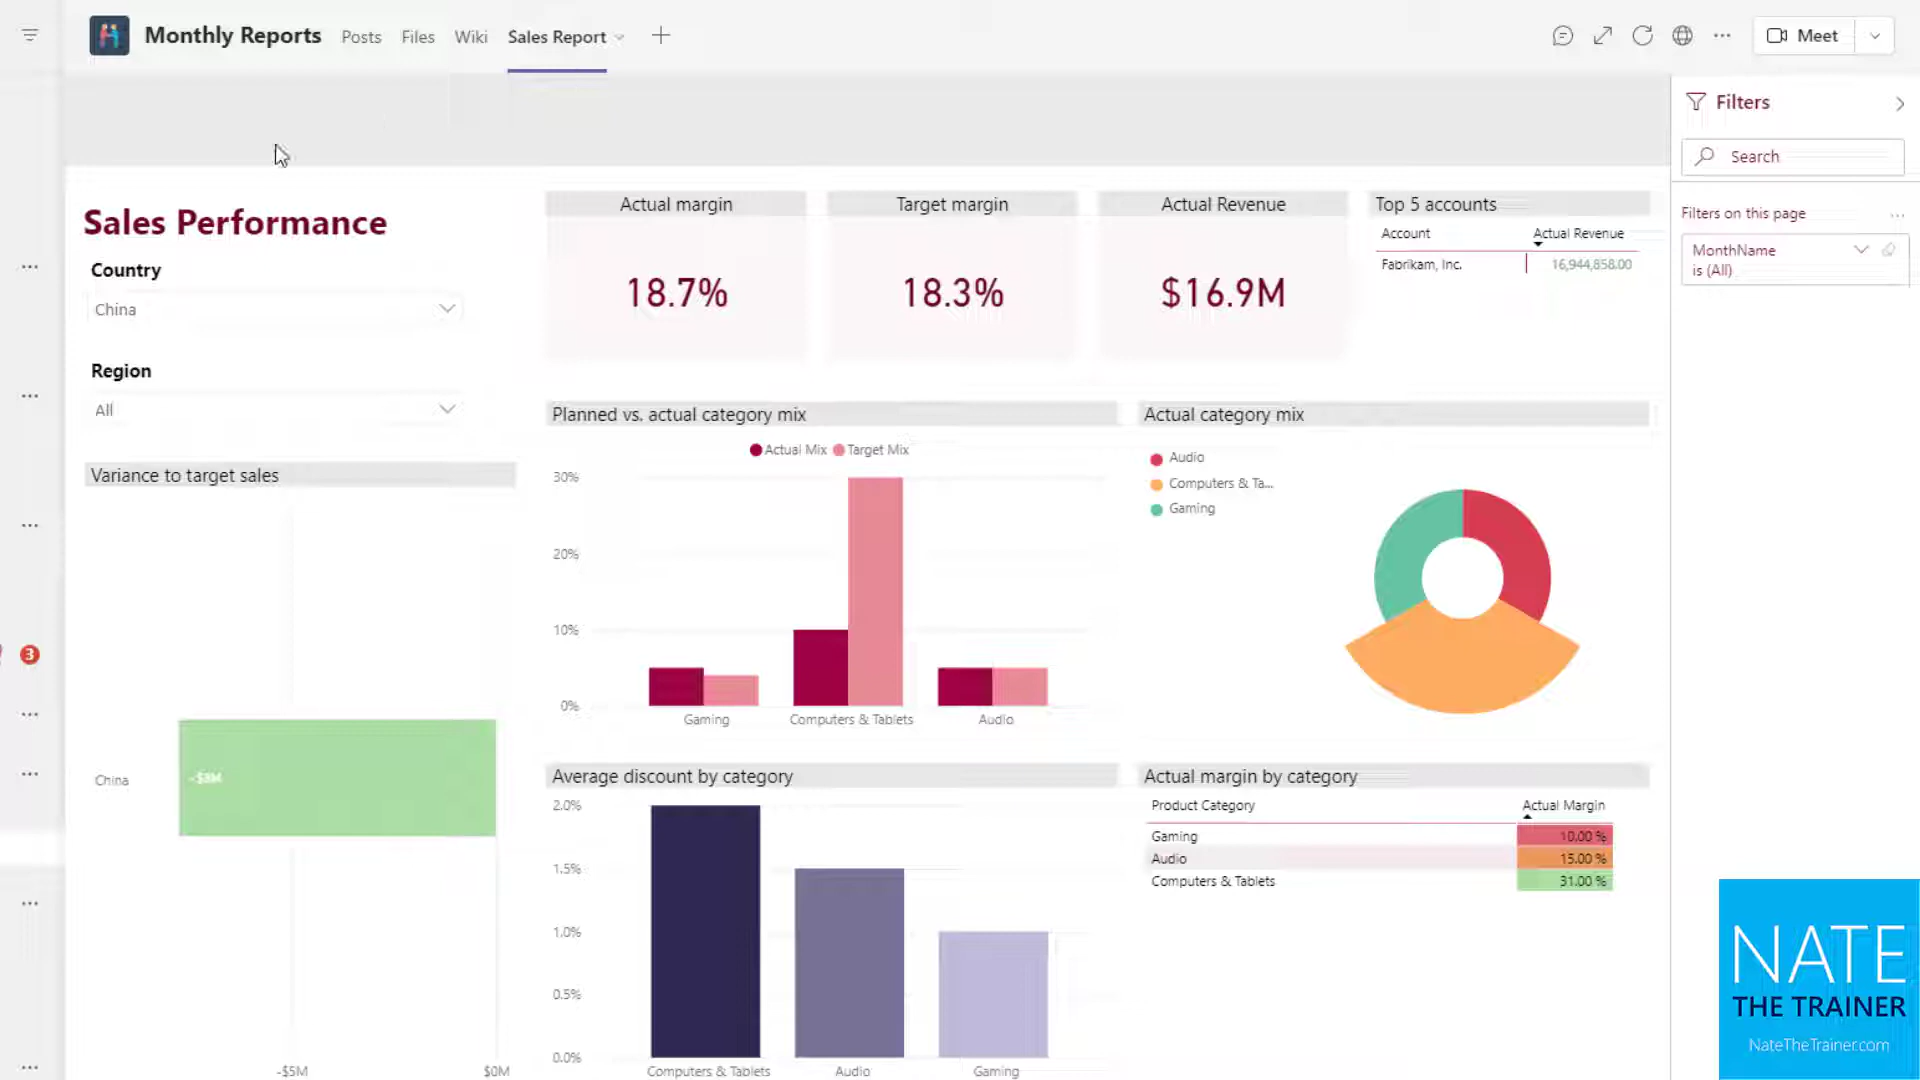 Monthly Reports Posts Files Wiki Sales Report
Meet
Filters
Search
Filters on this page
MonthName
is (All)
Sales Performance
Country
China
Region
All
Variance to target sales
China
-$8M
-$5M $0M
Actual margin
18.7%
Target margin
18.3%
Actual Revenue
$16.9M
Top 5 accounts
Account Actual Revenue
Fabrikam, Inc. 16,944,858.00
Planned vs. actual category mix
Actual Mix Target Mix
30%
20%
10%
0%
Gaming Computers & Tablets Audio
Actual category mix
Audio
Computers & Ta...
Gaming
Average discount by category
2.0%
1.5%
1.0%
0.5%
0.0%
Computers & Tablets Audio Gaming
Actual margin by category
Product Category Actual Margin
Gaming 10.00 %
Audio 15.00 %
Computers & Tablets 31.00 %
3
NATE
THE TRAINER
NateTheTrainer.com